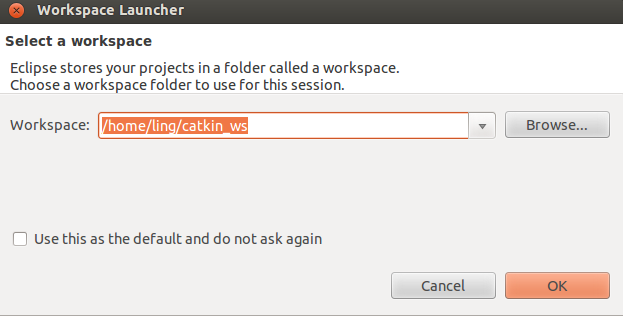 Workspace Launcher
Select a workspace
Eclipse stores your projects in a folder called a workspace.
Choose a workspace folder to use for this session.
Workspace: /home/ling/catkin_ws Browse...
Use this as the default and do not ask again
Cancel OK